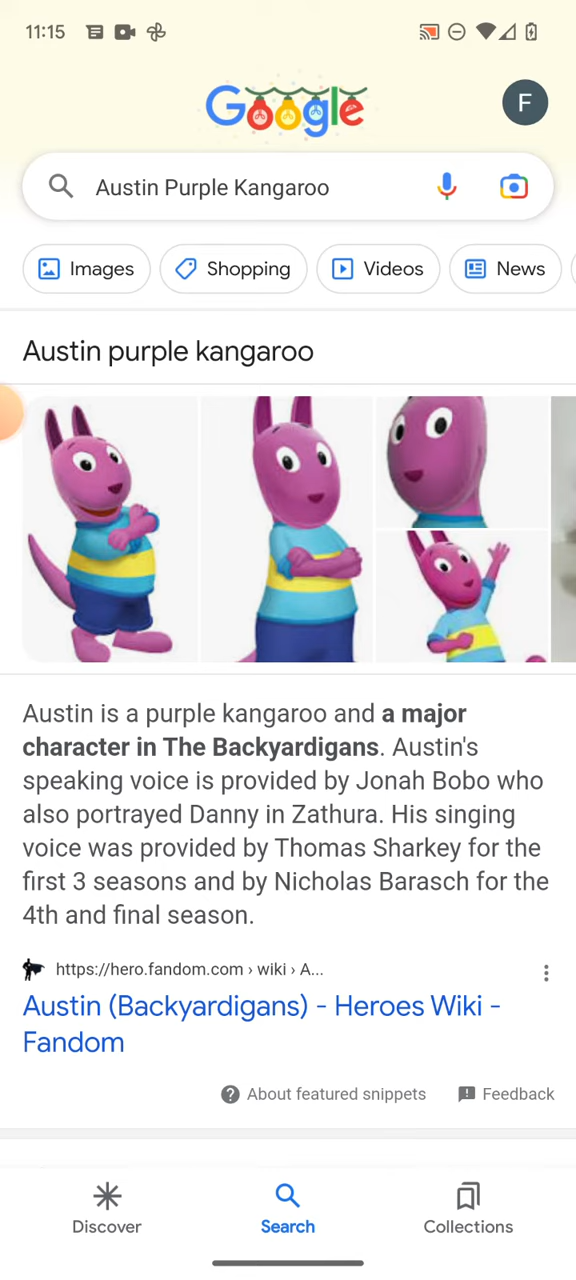 11:15
Google
F
Austin Purple Kangaroo
Images
Shopping
Videos
News
Austin purple kangaroo
Austin is a purple kangaroo and a major
character in The Backyardigans. Austin's
speaking voice is provided by Jonah Bobo who
also portrayed Danny in Zathura. His singing
voice was provided by Thomas Sharkey for the
first 3 seasons and by Nicholas Barasch for the
4th and final season.
https://hero.fandom.com › wiki › A...
Austin (Backyardigans) - Heroes Wiki -
Fandom
About featured snippets
Feedback
Discover
Search
Collections